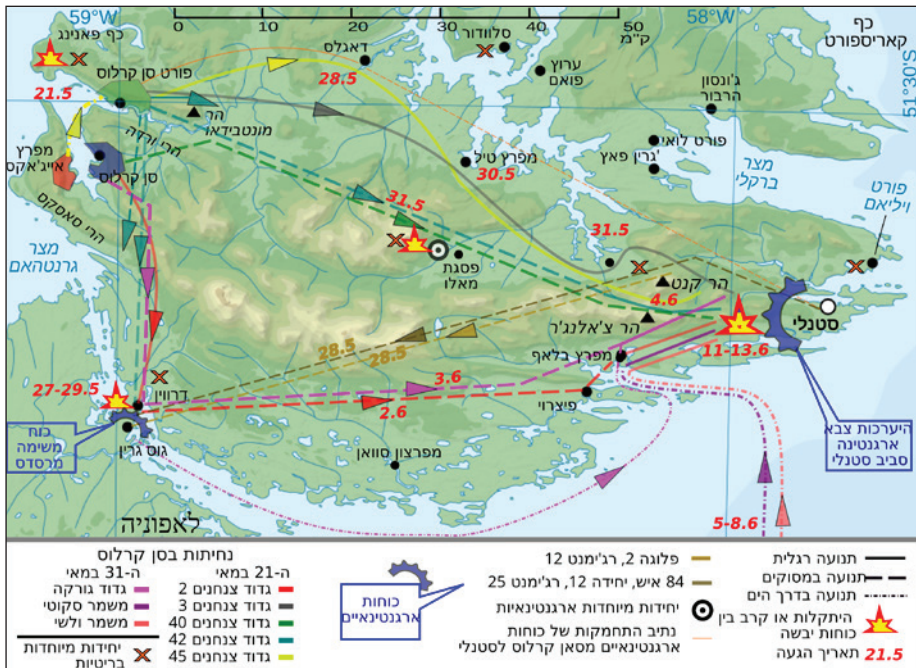 59°W
0
10
20
30
40
50
ק"מ
58°W
כף
קאריספורט
51°30'S
כף פאנינג
21.5
פורט סן קרלוס
דאגלס
28.5
סלוודור
ערוץ
פואם
ג'ונסון
הרבור
הר
מונטבידאו
הרי ורדה
מפרץ
אייג'אקס
סן קרלוס
מפרץ טיל
30.5
פורט לואי
גרין פאץ'
מצר
ברקלי
פורט
ויליאם
הרי סאסקס
מצר
גרנטהאם
31.5
פסגת
מאלו
31.5
הר קנט
4.6
הר צ'אלנג'ר
סטנלי
11-13.6
מפרץ בלאף
28.5
28.5
3.6
2.6
פיצרוי
27-29.5
דרווין
גוס גרין
כוח
משימה
מרסדס
מפרצון סוואן
היערכות צבא
ארגנטינה
סביב סטנלי
5-8.6
לאפוניה
נחיתות בסן קרלוס
ה-21 במאי
גדוד צנחנים 2
גדוד צנחנים 3
גדוד צנחנים 40
גדוד צנחנים 42
גדוד צנחנים 45
ה-31 במאי
גדוד גורקה
משמר סקוטי
משמר ולשי
יחידות מיוחדות
בריטיות
כוחות
ארגנטינאיים
פלוגה 2, רג'ימנט 12
84 איש, יחידה 12, רג'ימנט 25
יחידות מיוחדות ארגנטינאיות
נתיב התחמקות של כוחות
ארגנטינאיים מסאן קרלוס לסטנלי
תנועה רגלית
תנועה במסוקים
תנועה בדרך הים
היתקלות או קרב בין
כוחות יבשה
תאריך הגעה
21.5